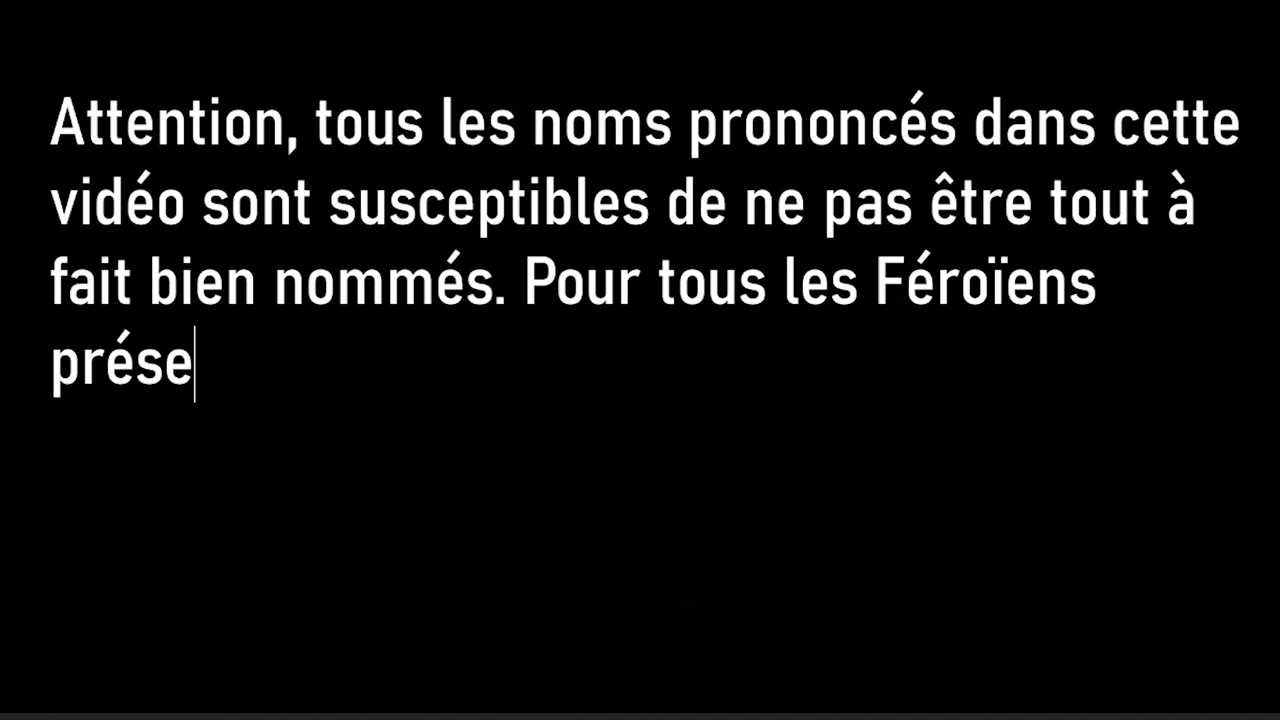 Attention, tous les noms prononcés dans cette
vidéo sont susceptibles de ne pas être tout à
fait bien nommés. Pour tous les Féroïens
prése